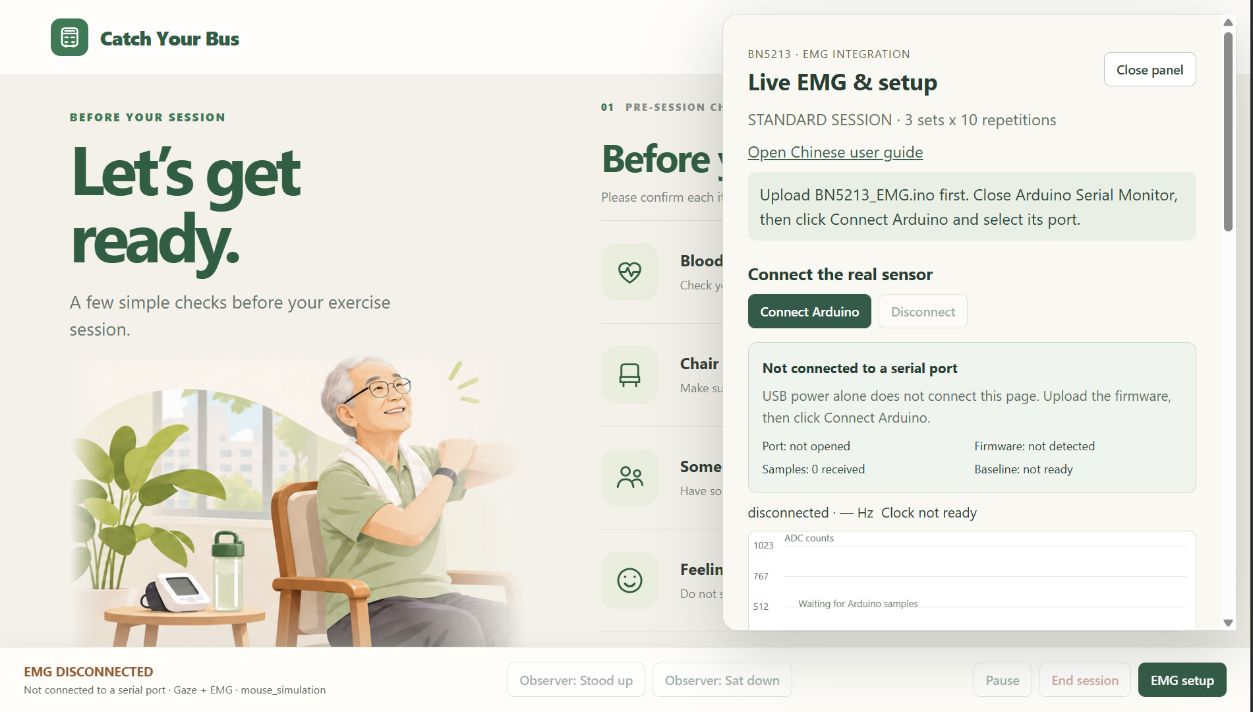 Catch Your Bus
BEFORE YOUR SESSION
Let's get
ready.
A few simple checks before your exercise
session.
01 PRE-SESSION
Before
Please confirm each
Blood
Check
Chair
Make
Some
Have
Do not
BN5213 · EMG INTEGRATION
Live EMG & setup
Close panel
STANDARD SESSION · 3 sets x 10 repetitions
Open Chinese user guide
Upload BN5213_EMG.ino first. Close Arduino Serial Monitor,
then click Connect Arduino and select its port.
Connect the real sensor
Connect Arduino
Disconnect
Not connected to a serial port
USB power alone does not connect this page. Upload the firmware,
then click Connect Arduino.
Port: not opened
Firmware: not detected
Samples: 0 received
Baseline: not ready
disconnected · — Hz Clock not ready
ADC counts
1023
767
512
Waiting for Arduino samples
EMG DISCONNECTED
Not connected to a serial port · Gaze + EMG · mouse_simulation
Observer: Stood up
Observer: Sat down
Pause
End session
EMG setup